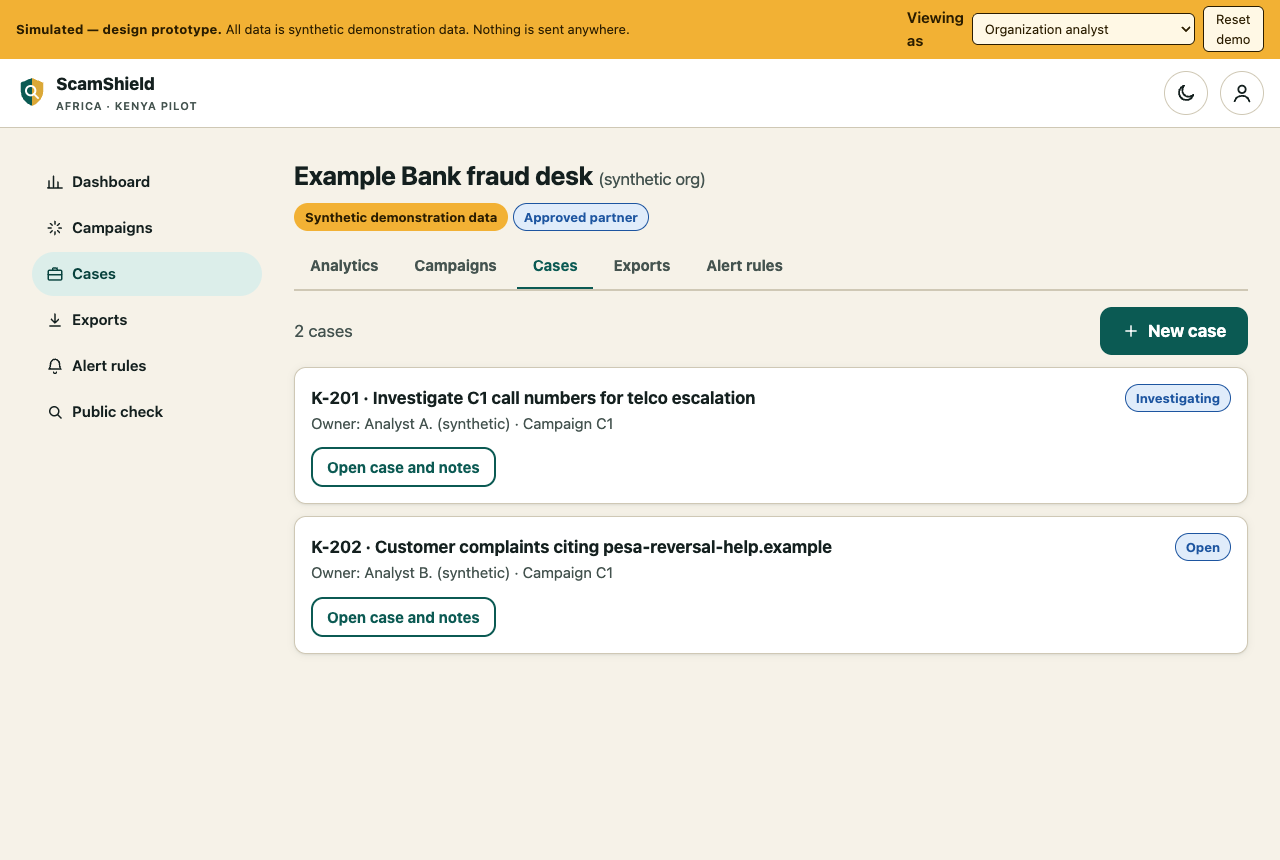 Simulated — design prototype. All data is synthetic demonstration data. Nothing is sent anywhere.
Viewing as
Organization analyst
Reset demo
ScamShield
AFRICA · KENYA PILOT
Dashboard
Campaigns
Cases
Exports
Alert rules
Public check
Example Bank fraud desk (synthetic org)
Synthetic demonstration data
Approved partner
Analytics
Campaigns
Cases
Exports
Alert rules
2 cases
New case
K-201 · Investigate C1 call numbers for telco escalation
Investigating
Owner: Analyst A. (synthetic) · Campaign C1
Open case and notes
K-202 · Customer complaints citing pesa-reversal-help.example
Open
Owner: Analyst B. (synthetic) · Campaign C1
Open case and notes